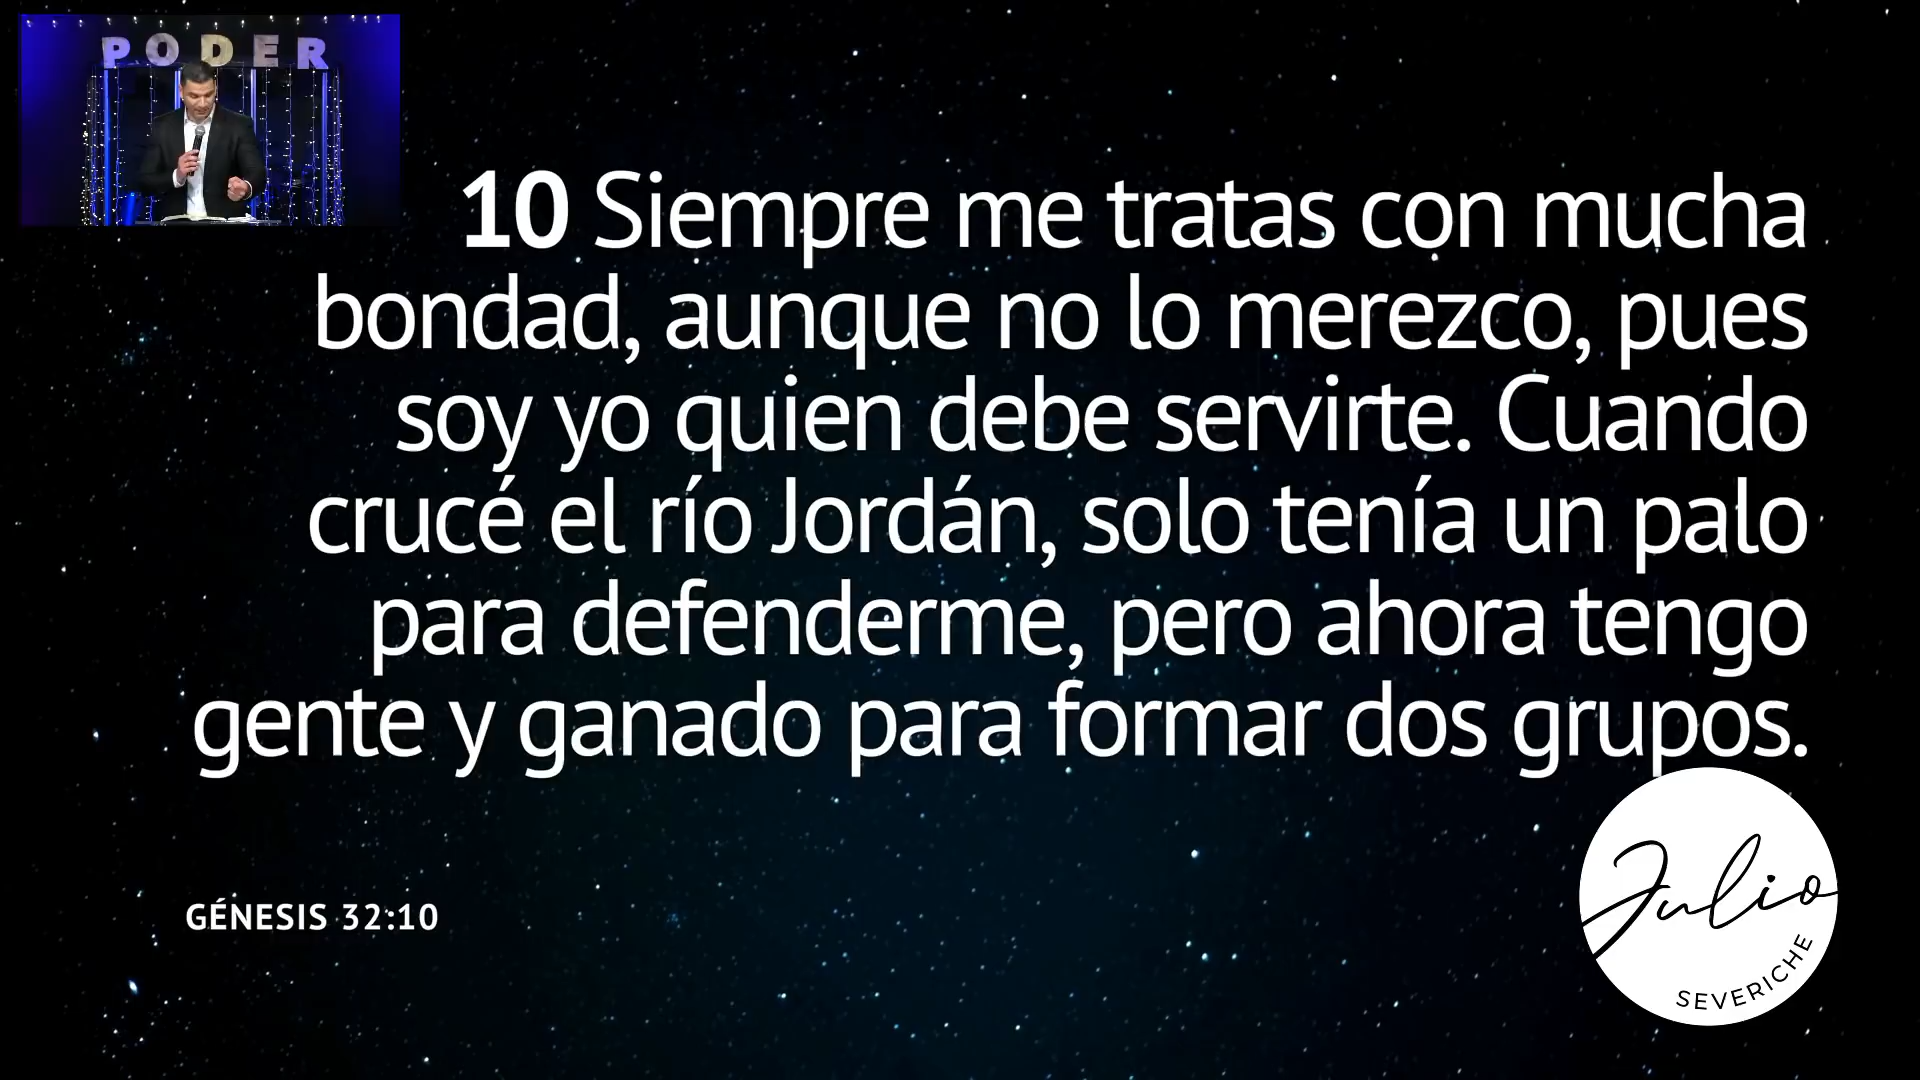 PODER
10 Siempre me tratas con mucha
bondad, aunque no lo merezco, pues
soy yo quien debe servirte. Cuando
crucé el río Jordán, solo tenía un palo
para defenderme, pero ahora tengo
gente y ganado para formar dos grupos.
GÉNESIS 32:10
Julio
SEVERICHE